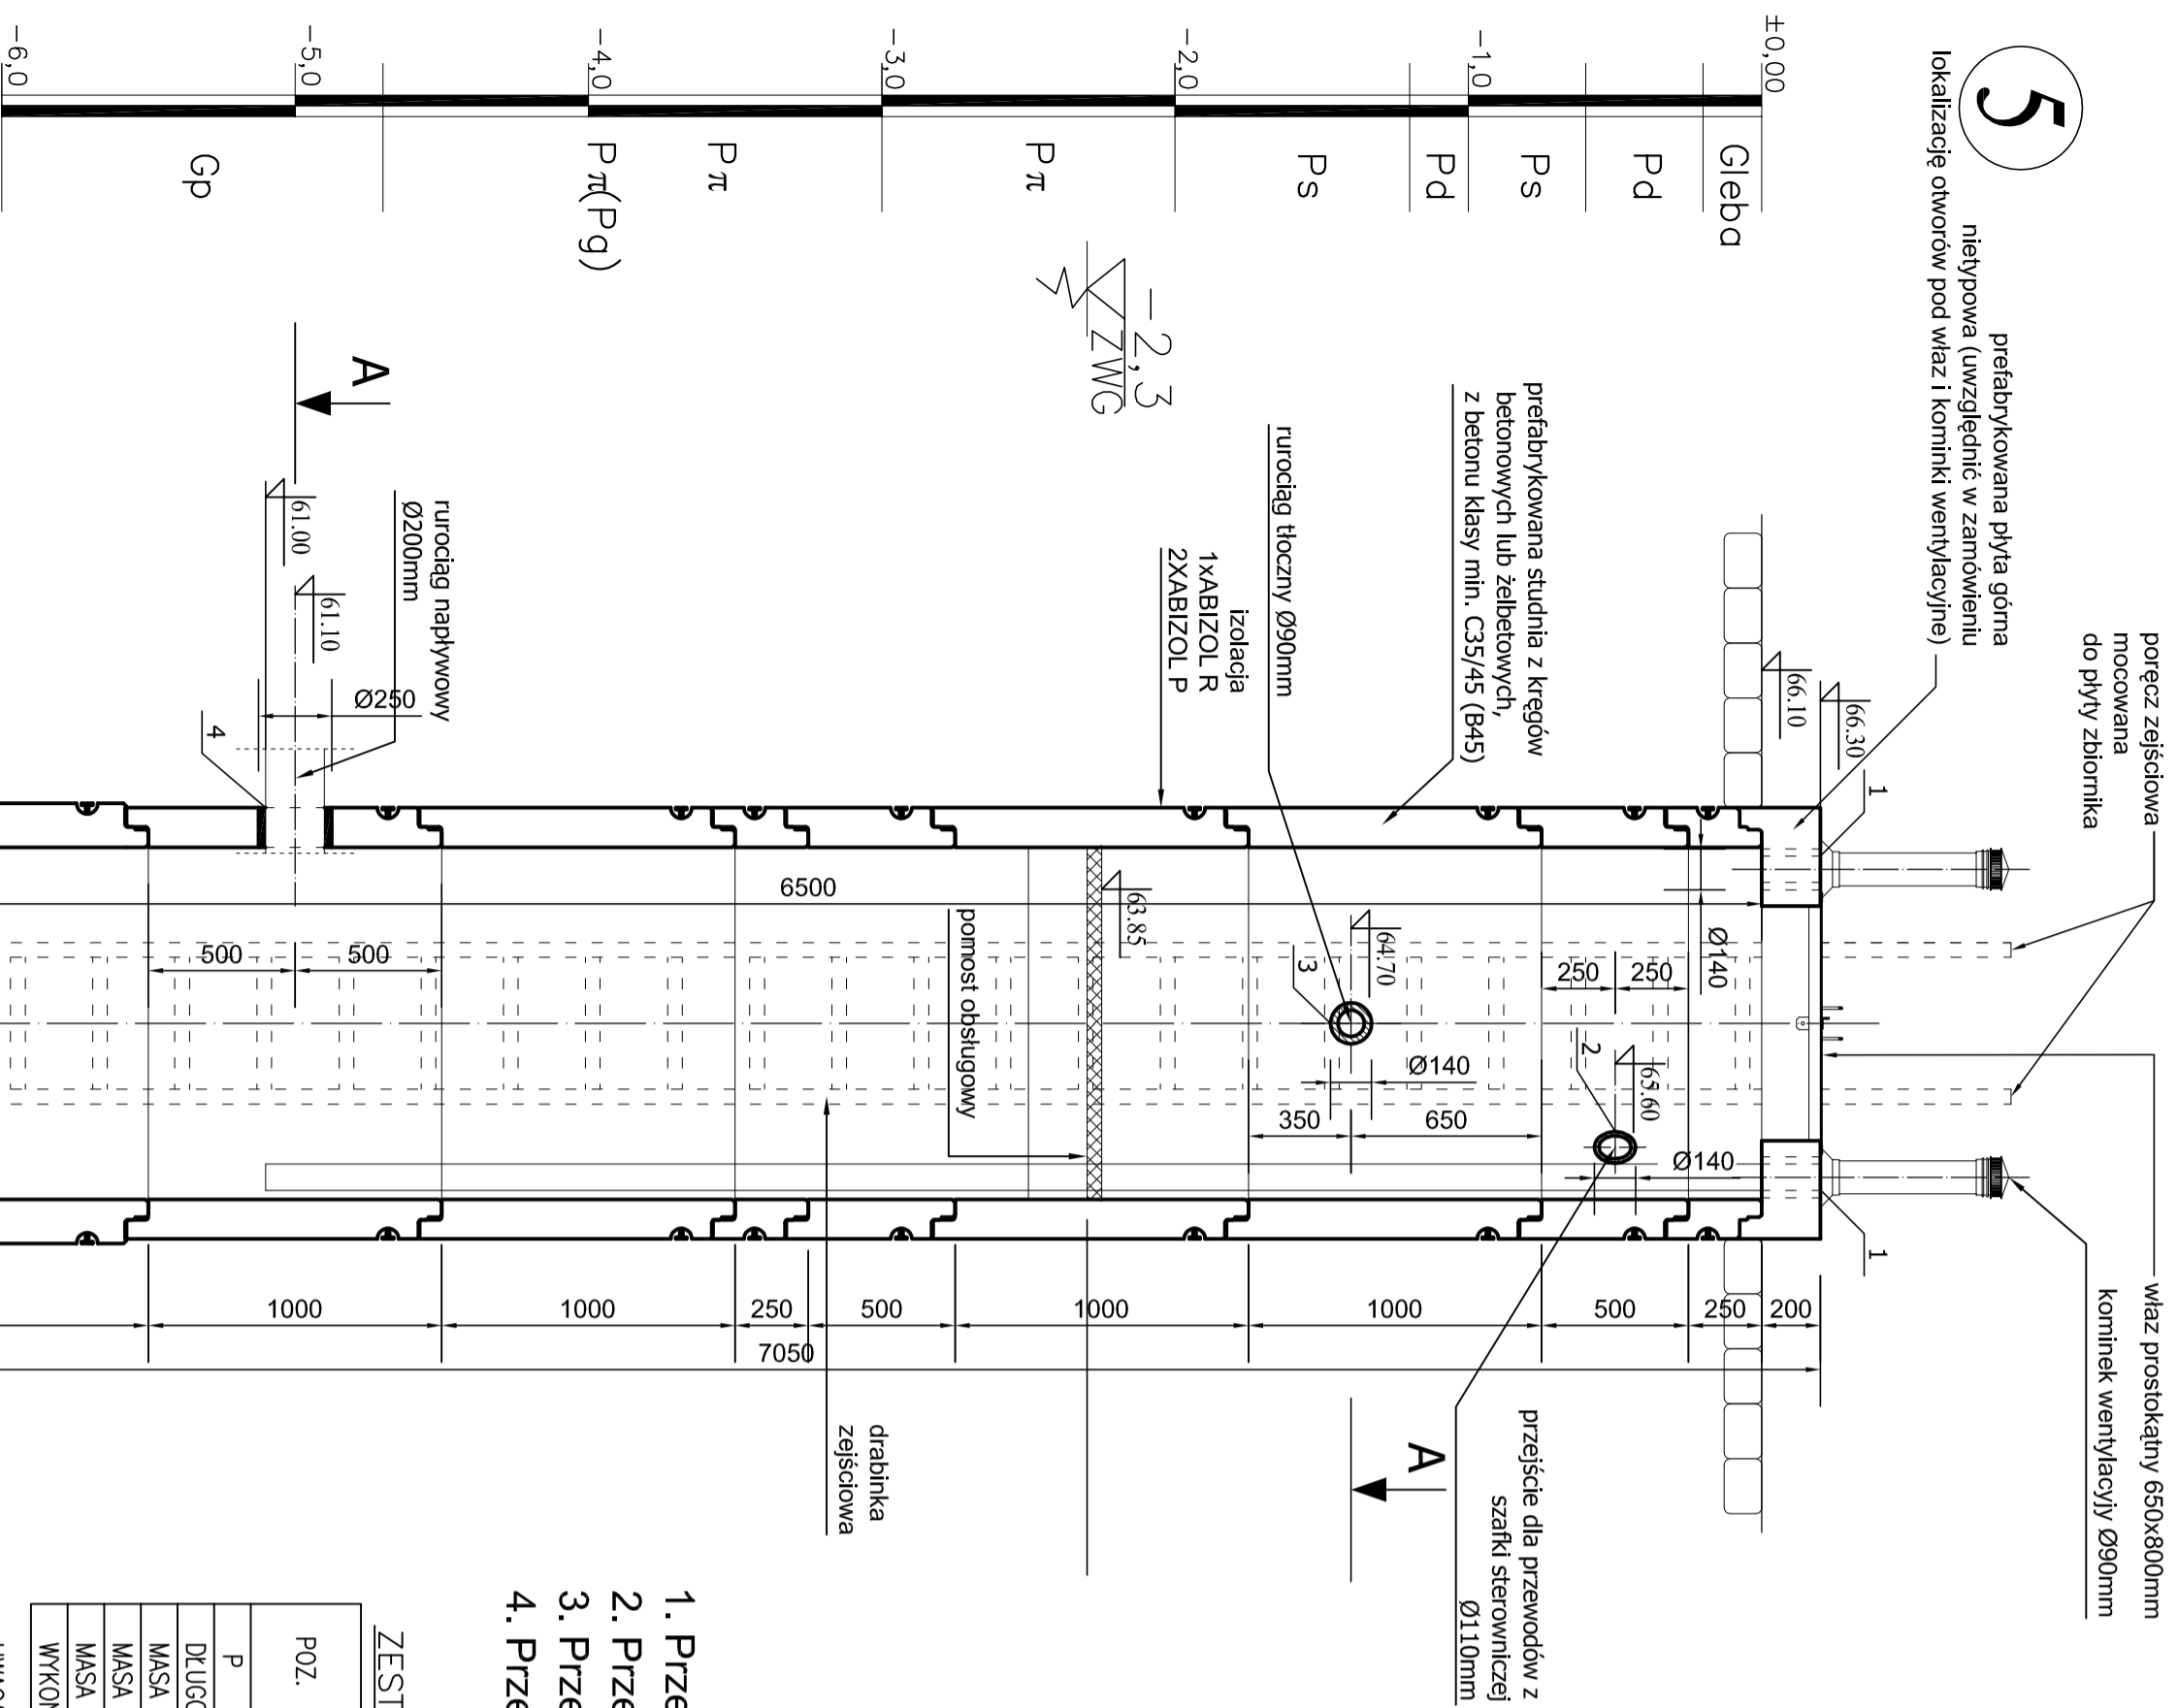 5
prefabrykowana płyta górna
nietypowa (uwzględnić w zamówieniu
lokalizację otworów pod właz i kominki wentylacyjne)
poręcz zejściowa
mocowana
do płyty zbiornika
właz prostokątny 650x800mm
kominek wentylacyjy Ø90mm
±0,00
-1,0
-2,0
-3,0
-4,0
-5,0
-6,0
Gleba
Pd
Ps
Pd
Ps
Pπ
Pπ
Pπ(Pg)
Gp
-2,3
ZWG
66.30
66.10
1
1
prefabrykowana studnia z kręgów
betonowych lub żelbetowych,
z betonu klasy min. C35/45 (B45)
rurociąg tłoczny Ø90mm
izolacja
1xABIZOL R
2XABIZOL P
Ø140
250
250
65.60
2
Ø140
64.70
3
Ø140
350
650
63.85
pomost obsługowy
6500
500
500
rurociąg napływowy
Ø200mm
61.10
61.00
Ø250
4
A
A
200
250
500
1000
1000
500
250
1000
1000
7050
przejście dla przewodów z
szafki sterowniczej
Ø110mm
drabinka
zejściowa
1. Prze
2. Prze
3. Prze
4. Prze
ZEST
POZ.
P
DŁUGO
MASA
MASA
MASA
WYKON